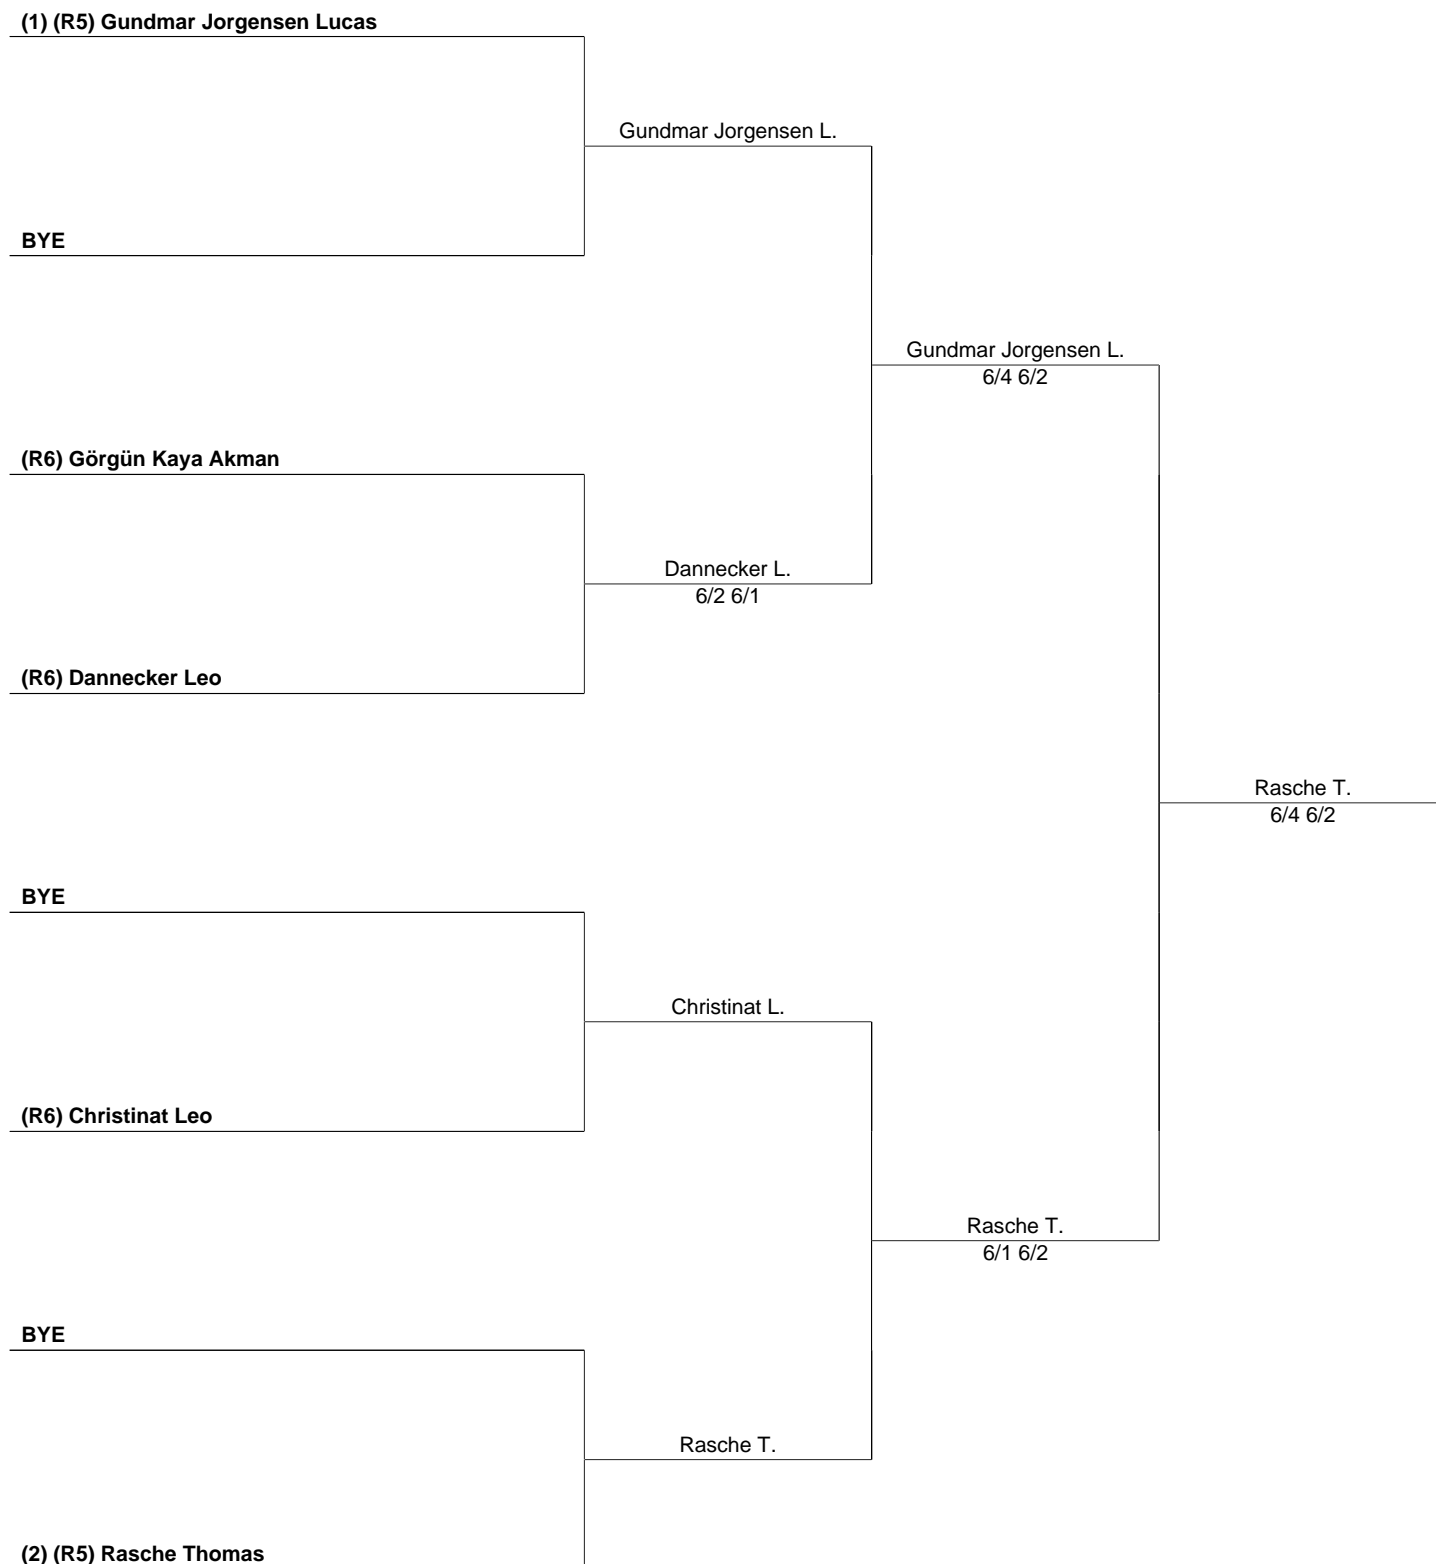 (1) (R5) Gundmar Jorgensen Lucas
Gundmar Jorgensen L.
BYE
Gundmar Jorgensen L.
6/4 6/2
(R6) Görgün Kaya Akman
Dannecker L.
6/2 6/1
(R6) Dannecker Leo
Rasche T.
6/4 6/2
BYE
Christinat L.
(R6) Christinat Leo
Rasche T.
6/1 6/2
BYE
Rasche T.
(2) (R5) Rasche Thomas